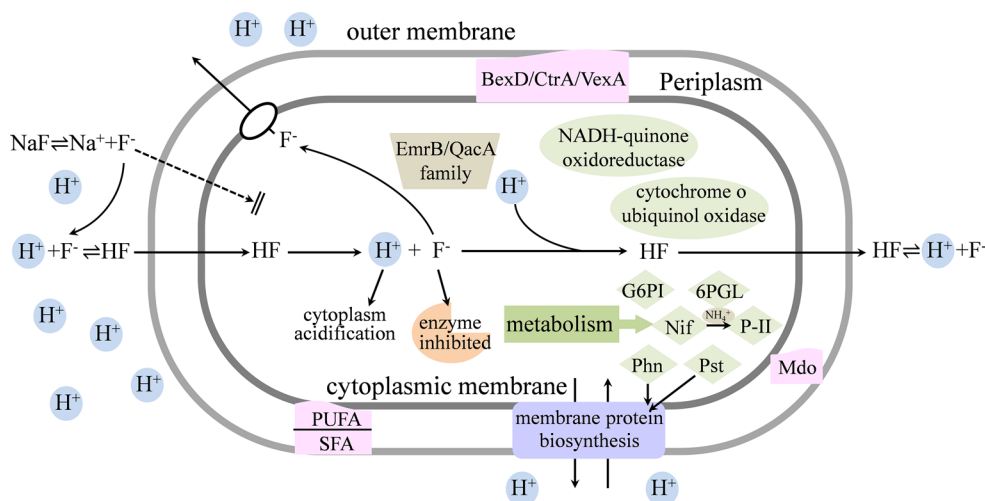 H⁺
H⁺
outer membrane
BexD/CtrA/VexA
Periplasm
NaF⇌Na⁺+F⁻
F⁻
EmrB/QacA
family
NADH-quinone
oxidoreductase
H⁺
H⁺
cytochrome o
ubiquinol oxidase
H⁺+F⁻⇌HF
HF
H⁺ + F⁻
HF
HF⇌H⁺+F⁻
cytoplasm
acidification
enzyme
inhibited
metabolism
G6PI
6PGL
Nif
NH₄⁺
P-II
Phn
Pst
Mdo
H⁺
H⁺
H⁺
H⁺
cytoplasmic membrane
PUFA
SFA
membrane protein
biosynthesis
H⁺
H⁺